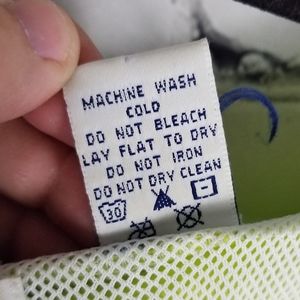 MACHINE WASH
COLD
DO NOT BLEACH
LAY FLAT TO DRY
DO NOT IRON
DO NOT DRY CLEAN
30